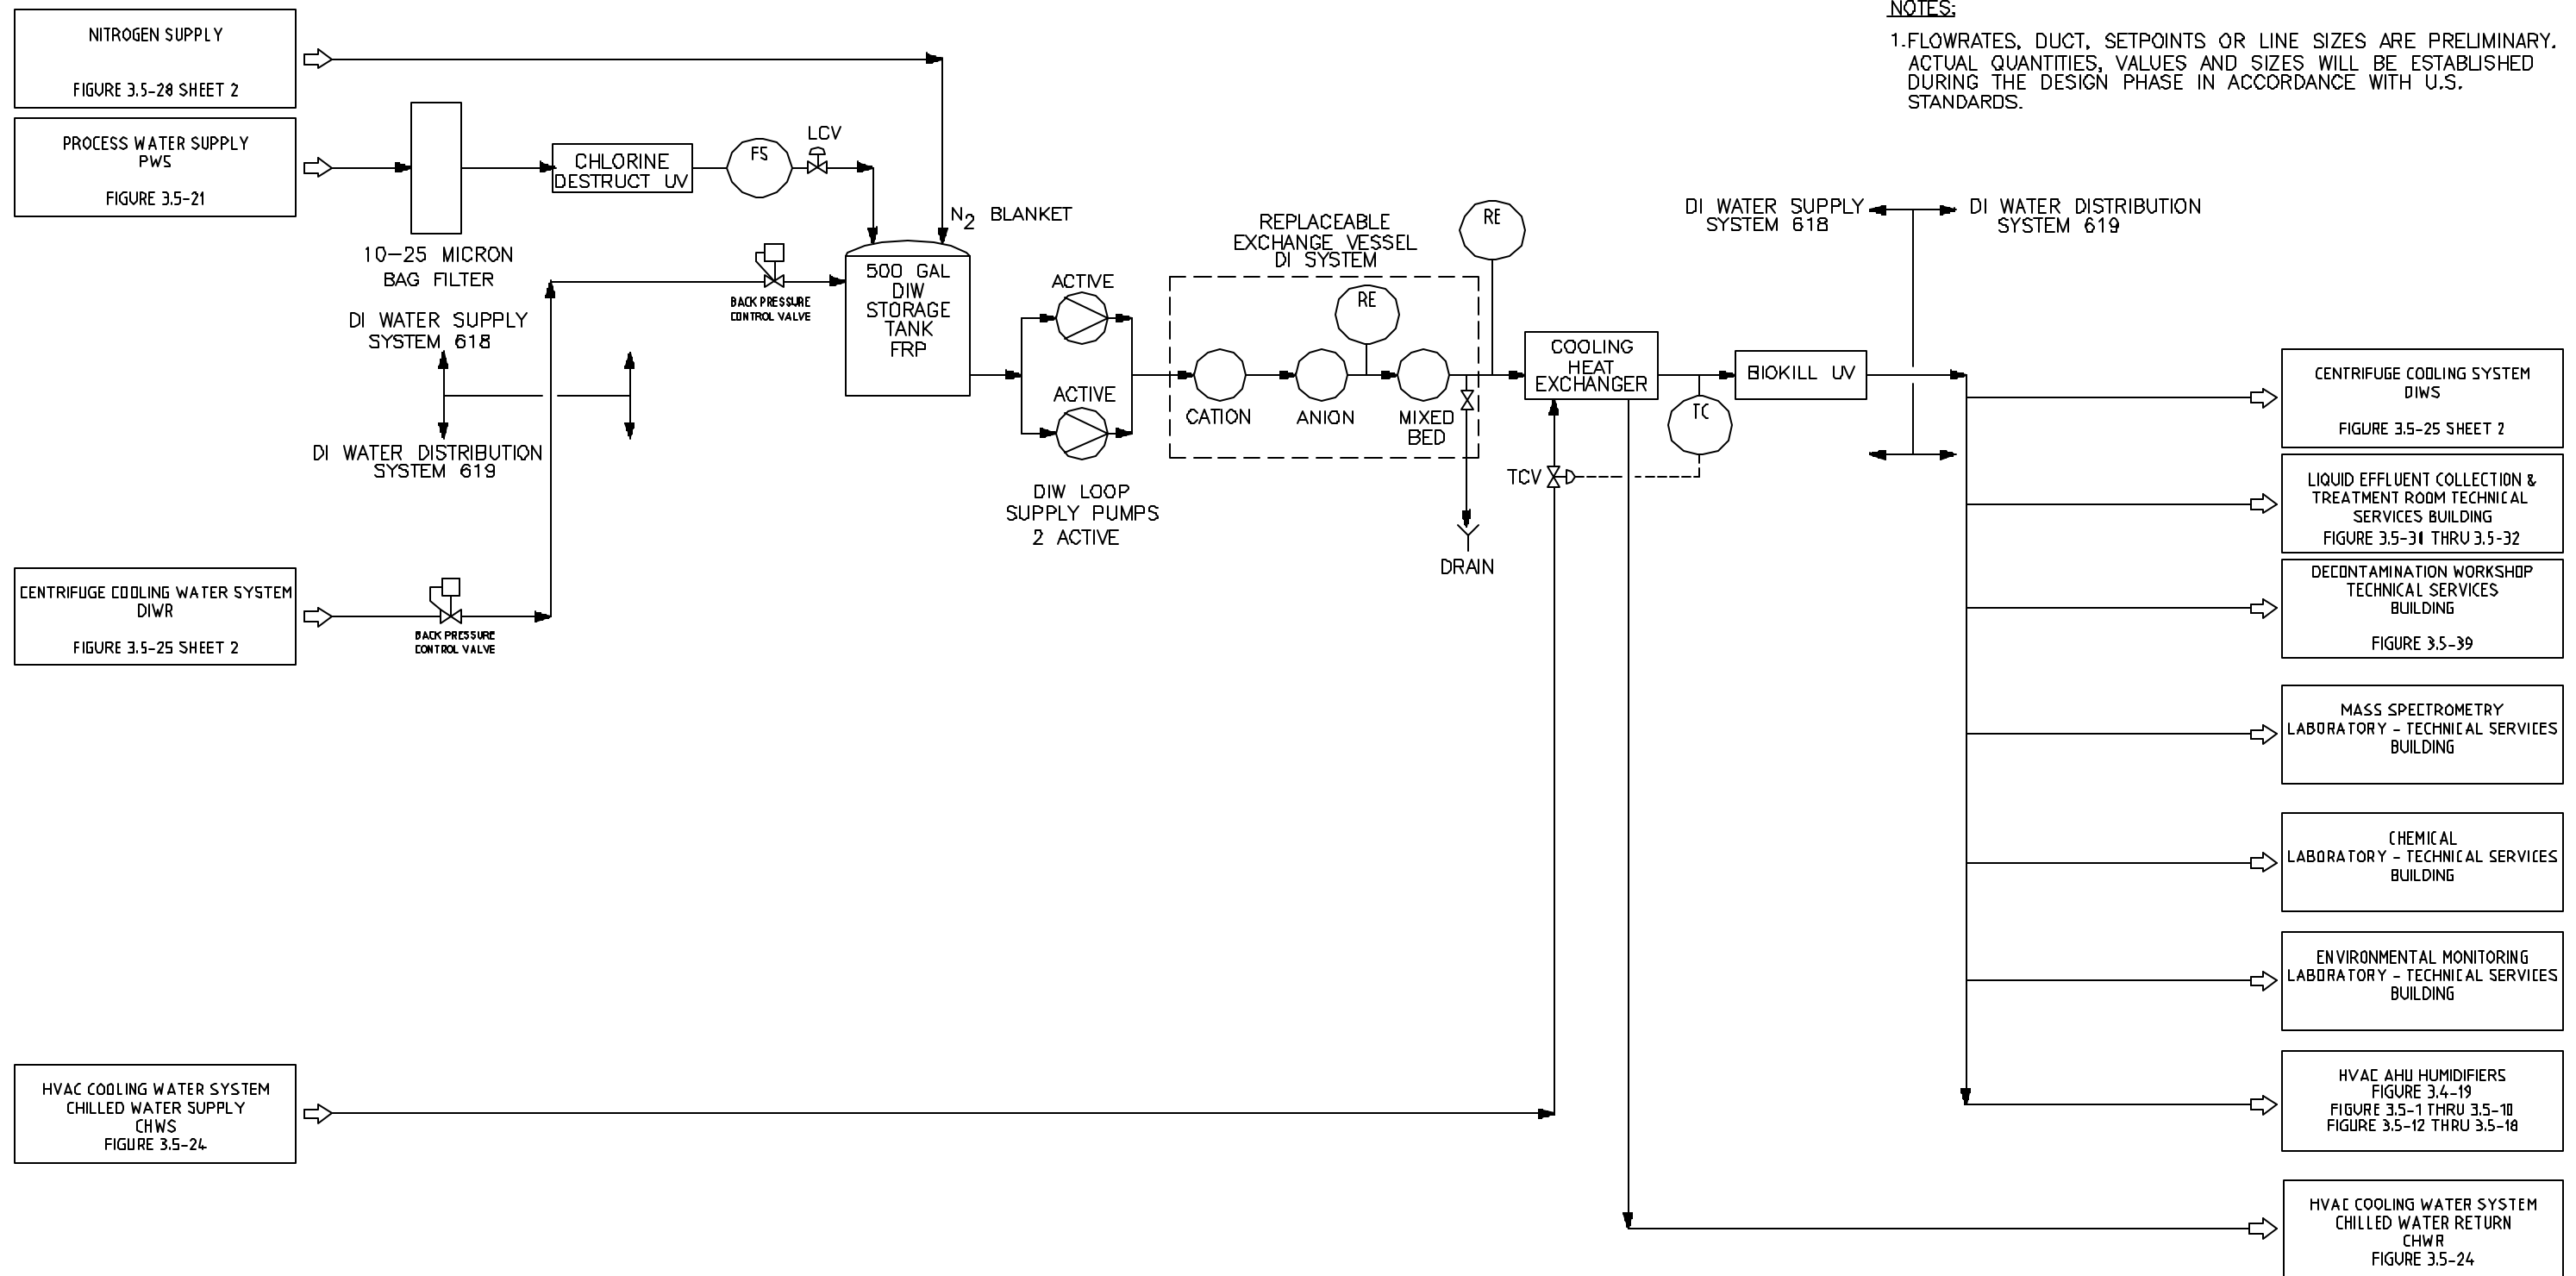 NOTES:
1.FLOWRATES, DUCT, SETPOINTS OR LINE SIZES ARE PRELIMINARY.
ACTUAL QUANTITIES, VALUES AND SIZES WILL BE ESTABLISHED
DURING THE DESIGN PHASE IN ACCORDANCE WITH U.S.
STANDARDS.
NITROGEN SUPPLY
FIGURE 3.5-28 SHEET 2
PROCESS WATER SUPPLY
PWS
FIGURE 3.5-21
10-25 MICRON
BAG FILTER
CHLORINE
DESTRUCT UV
FS
LCV
N2 BLANKET
BACK PRESSURE
CONTROL VALVE
DI WATER SUPPLY
SYSTEM 618
DI WATER DISTRIBUTION
SYSTEM 619
500 GAL
DIW
STORAGE
TANK
FRP
ACTIVE
ACTIVE
DIW LOOP
SUPPLY PUMPS
2 ACTIVE
REPLACEABLE
EXCHANGE VESSEL
DI SYSTEM
RE
RE
CATION
ANION
MIXED
BED
DRAIN
COOLING
HEAT
EXCHANGER
TCV
TC
BIOKILL UV
DI WATER SUPPLY
SYSTEM 618
DI WATER DISTRIBUTION
SYSTEM 619
CENTRIFUGE COOLING WATER SYSTEM
DIWR
FIGURE 3.5-25 SHEET 2
BACK PRESSURE
CONTROL VALVE
HVAC COOLING WATER SYSTEM
CHILLED WATER SUPPLY
CHWS
FIGURE 3.5-24
CENTRIFUGE COOLING SYSTEM
DIWS
FIGURE 3.5-25 SHEET 2
LIQUID EFFLUENT COLLECTION &
TREATMENT ROOM TECHNICAL
SERVICES BUILDING
FIGURE 3.5-31 THRU 3.5-32
DECONTAMINATION WORKSHOP
TECHNICAL SERVICES
BUILDING
FIGURE 3.5-39
MASS SPECTROMETRY
LABORATORY - TECHNICAL SERVICES
BUILDING
CHEMICAL
LABORATORY - TECHNICAL SERVICES
BUILDING
ENVIRONMENTAL MONITORING
LABORATORY - TECHNICAL SERVICES
BUILDING
HVAC AHU HUMIDIFIERS
FIGURE 3.4-19
FIGURE 3.5-1 THRU 3.5-10
FIGURE 3.5-12 THRU 3.5-18
HVAC COOLING WATER SYSTEM
CHILLED WATER RETURN
CHWR
FIGURE 3.5-24